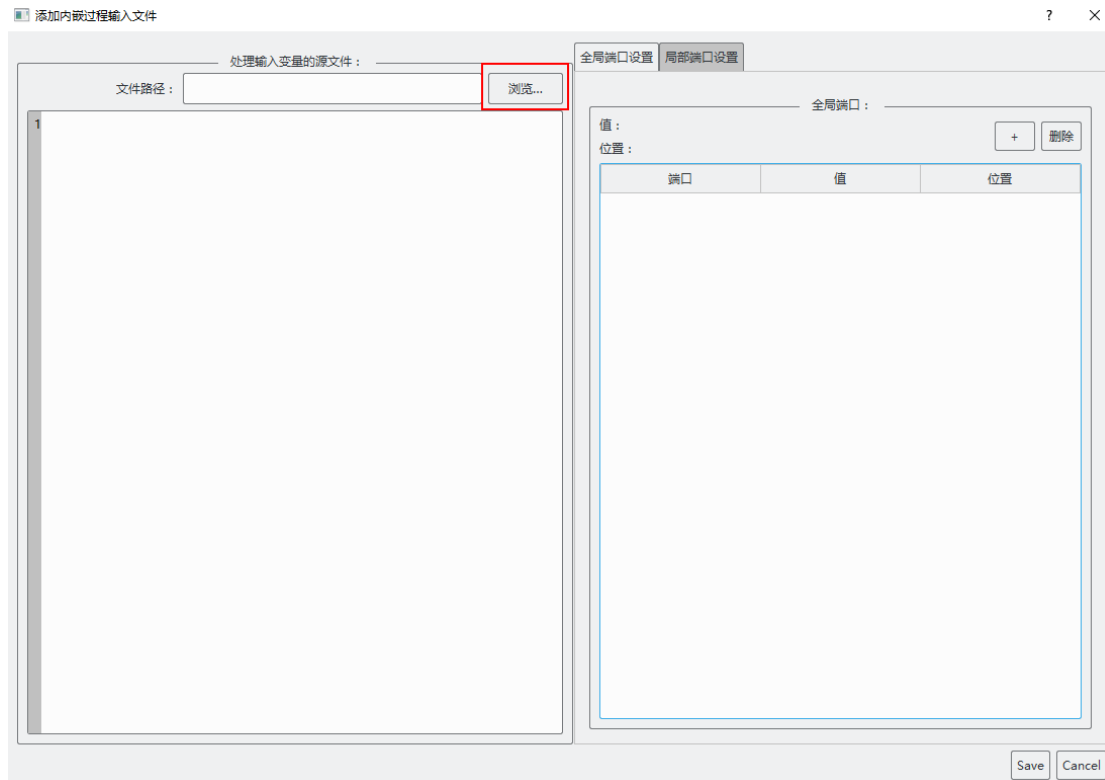 添加内嵌过程输入文件
?
处理输入变量的源文件：
文件路径：
浏览...
1
全局端口设置
局部端口设置
全局端口：
值：
位置：
+
删除
端口
值
位置
Save
Cancel